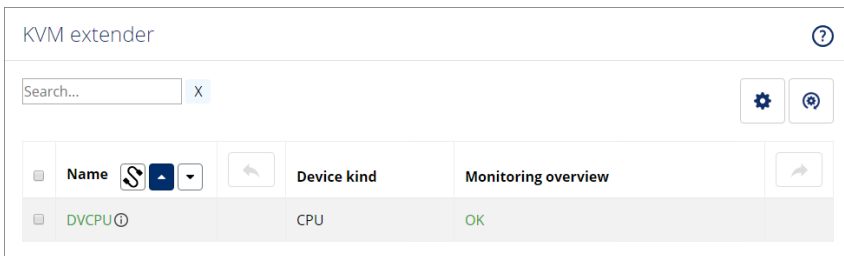 KVM extender
Search...
X
Name
Device kind
Monitoring overview
DVCPU
CPU
OK